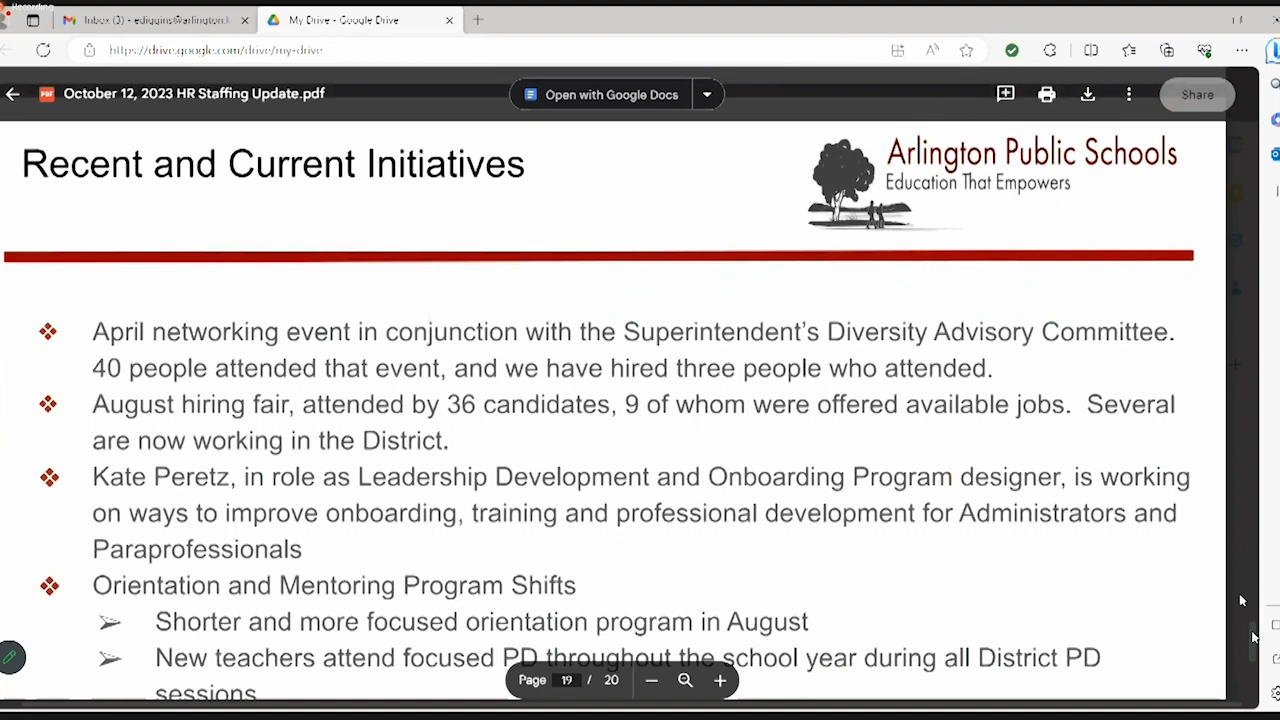 Recording
Inbox (3) - ediggins@arlington.k
My Drive - Google Drive
https://drive.google.com/drive/my-drive
October 12, 2023 HR Staffing Update.pdf
Open with Google Docs
Share
Recent and Current Initiatives
Arlington Public Schools
Education That Empowers
April networking event in conjunction with the Superintendent’s Diversity Advisory Committee.
40 people attended that event, and we have hired three people who attended.
August hiring fair, attended by 36 candidates, 9 of whom were offered available jobs. Several
are now working in the District.
Kate Peretz, in role as Leadership Development and Onboarding Program designer, is working
on ways to improve onboarding, training and professional development for Administrators and
Paraprofessionals
Orientation and Mentoring Program Shifts
Shorter and more focused orientation program in August
New teachers attend focused PD throughout the school year during all District PD
sessions
Page 19 / 20